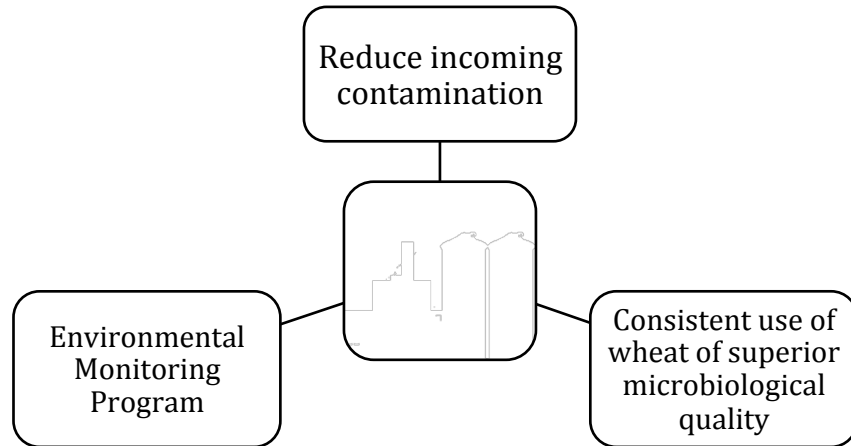 Reduce incoming
contamination
Environmental
Monitoring
Program
Consistent use of
wheat of superior
microbiological
quality